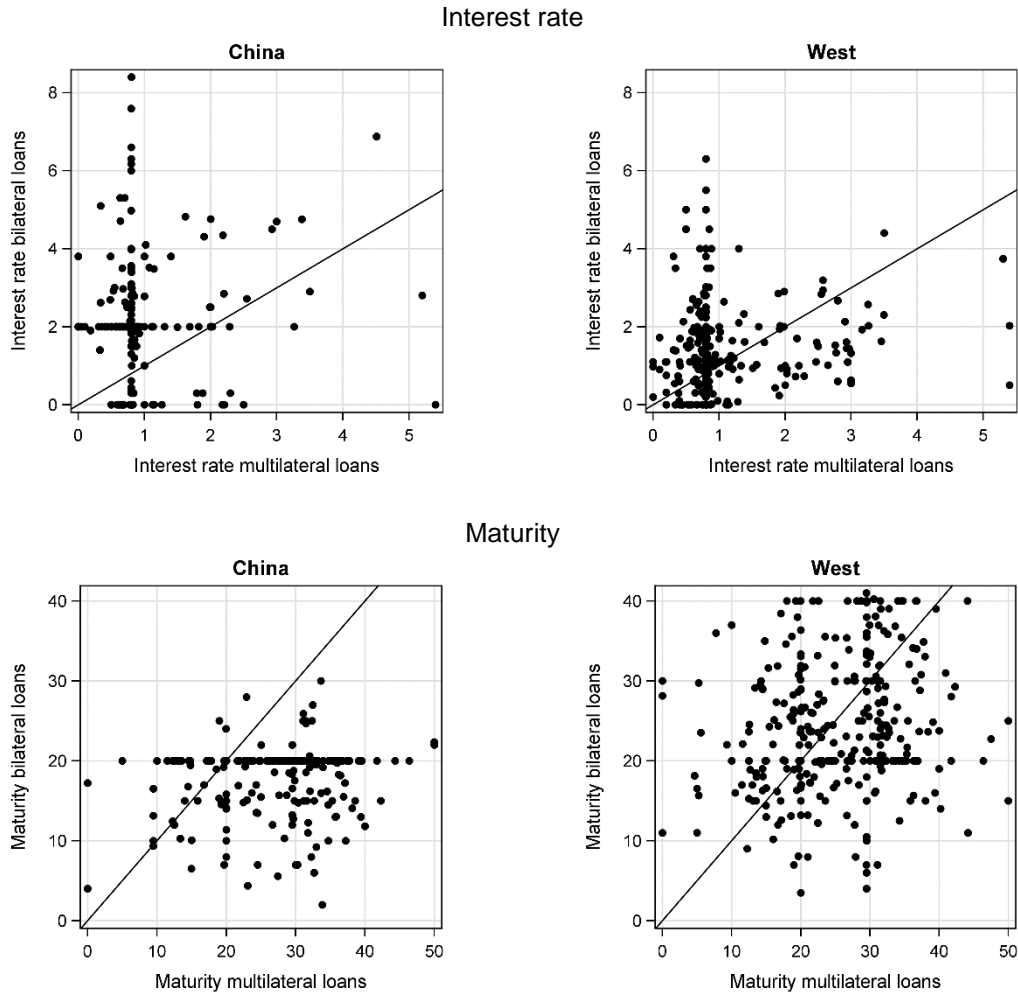 Interest rate
China
West
Interest rate bilateral loans
8
6
4
2
0
0 1 2 3 4 5
Interest rate multilateral loans
Interest rate bilateral loans
8
6
4
2
0
0 1 2 3 4 5
Interest rate multilateral loans
Maturity
China
West
Maturity bilateral loans
40
30
20
10
0
0 10 20 30 40 50
Maturity multilateral loans
Maturity bilateral loans
40
30
20
10
0
0 10 20 30 40 50
Maturity multilateral loans